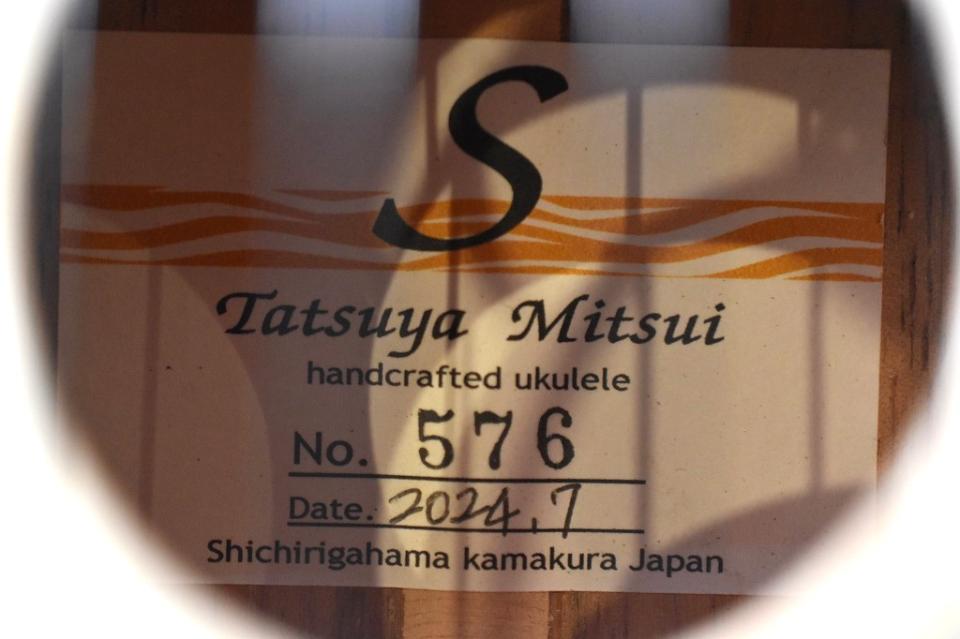 S
Tatsuya Mitsui
handcrafted ukulele
No. 576
Date. 2024.7
Shichirigahama kamakura Japan